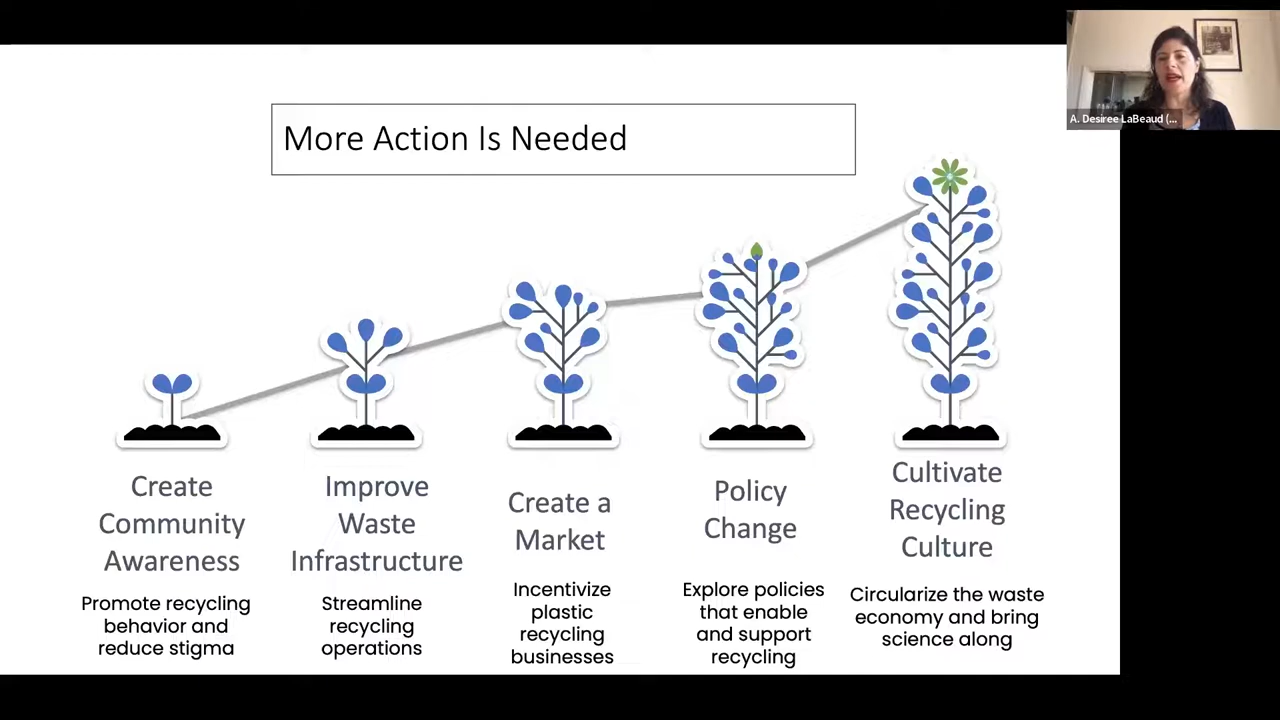 More Action Is Needed
A. Desiree LaBeaud (...
Create
Community
Awareness
Promote recycling
behavior and
reduce stigma
Improve
Waste
Infrastructure
Streamline
recycling
operations
Create a
Market
Incentivize
plastic
recycling
businesses
Policy
Change
Explore policies
that enable
and support
recycling
Cultivate
Recycling
Culture
Circularize the waste
economy and bring
science along